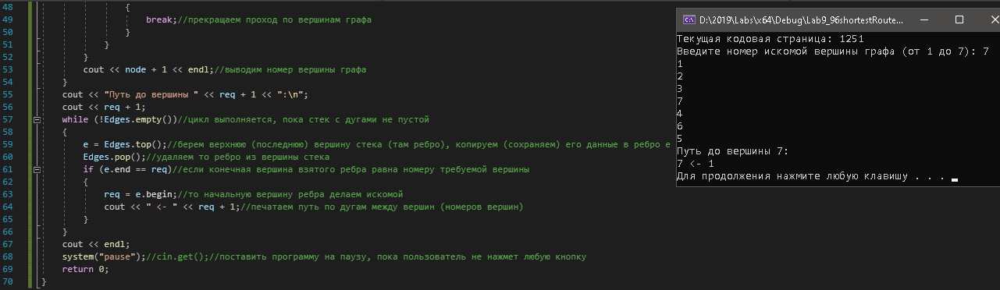 48 {
49 break;//прекращаем проход по вершинам графа
50 }
51 }
52 }
53 cout << node + 1 << endl;//выводим номер вершины графа
54 }
55 cout << "Путь до вершины " << req + 1 << ":\n";
56 cout << req + 1;
57 while (!Edges.empty())//цикл выполняется, пока стек с дугами не пустой
58 {
59 e = Edges.top();//берем верхнюю (последнюю) вершину стека (там ребро), копируем (сохраняем) его данные в ребро e
60 Edges.pop();//удаляем то ребро из вершины стека
61 if (e.end == req)//если конечная вершина взятого ребра равна номеру требуемой вершины
62 {
63 req = e.begin;//то начальную вершину ребра делаем искомой
64 cout << " <- " << req + 1;//печатаем путь по дугам между вершин (номеров вершин)
65 }
66 }
67 cout << endl;
68 system("pause");//cin.get();//поставить программу на паузу, пока пользователь не нажмет любую кнопку
69 return 0;
70 }
D:\2019\Labs\x64\Debug\Lab9_96shortestRoute...
Текущая кодовая страница: 1251
Введите номер искомой вершины графа (от 1 до 7): 7
1
2
3
7
4
6
5
Путь до вершины 7:
7 <- 1
Для продолжения нажмите любую клавишу . . .